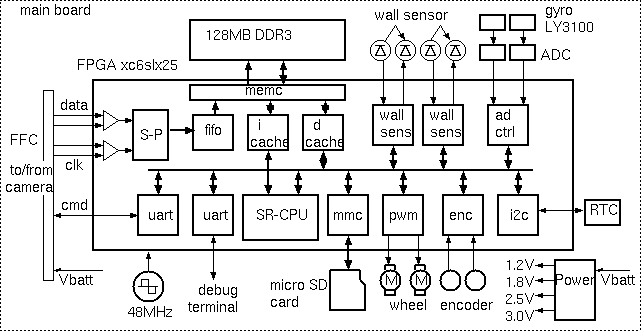 main board
128MB DDR3
wall sensor
gyro
LY3100
ADC
FPGA xc6slx25
memc
data
FFC
to/from
camera
clk
S-P
fifo
i
cache
d
cache
wall
sens
wall
sens
ad
ctrl
cmd
uart
uart
SR-CPU
mmc
pwm
enc
i2c
RTC
Vbatt
48MHz
debug
terminal
micro SD
card
M
M
wheel
encoder
1.2V
1.8V
2.5V
3.0V
Power
Vbatt